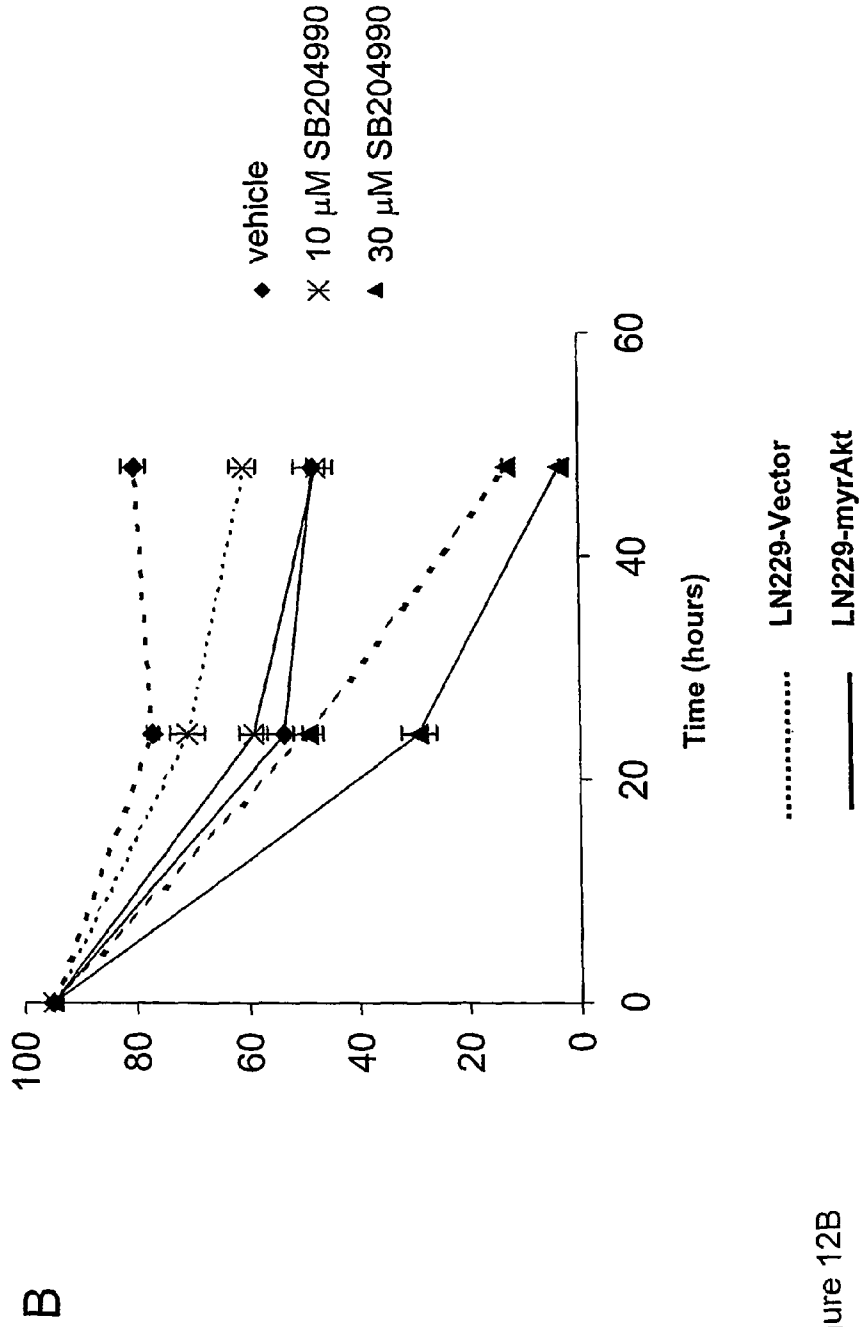 B
100
80
60
40
20
0
0
20
40
60
Time (hours)
vehicle
10 μM SB204990
30 μM SB204990
LN229-Vector
LN229-myrAkt
ure 12B